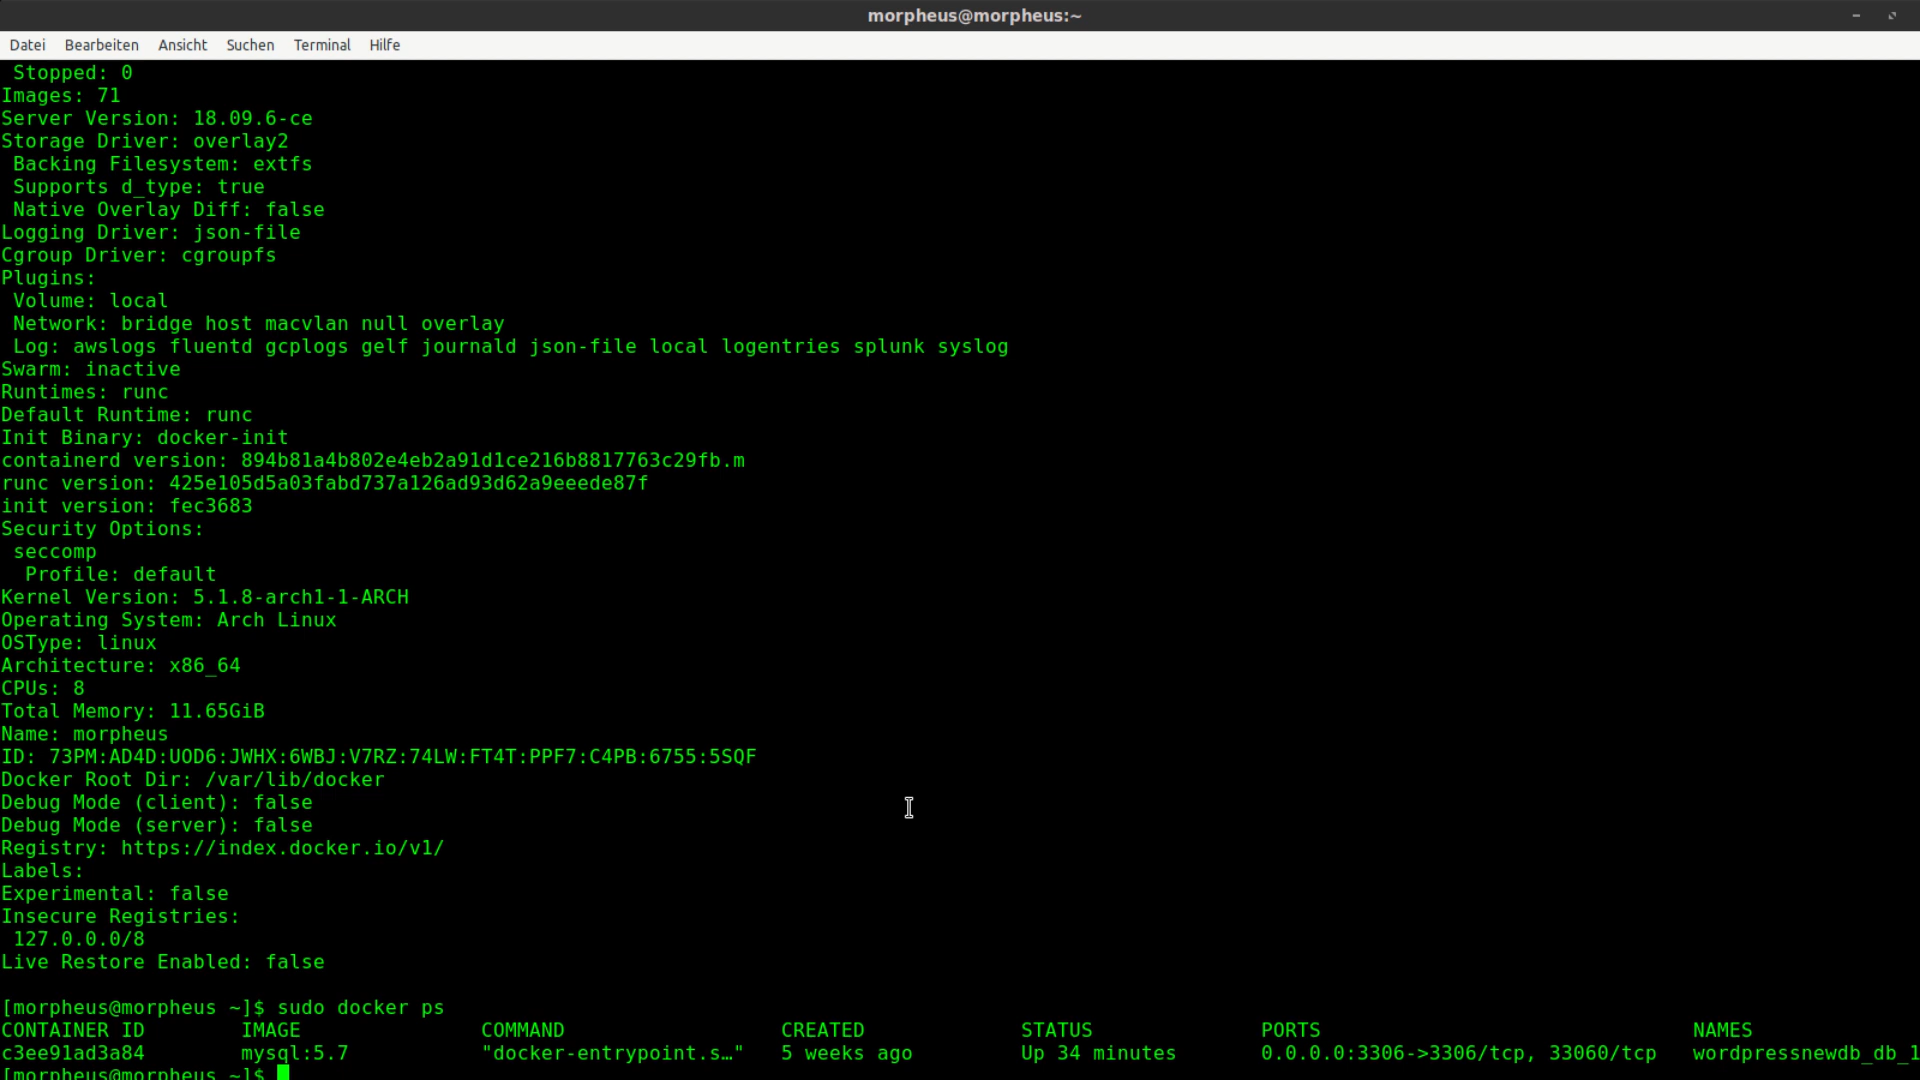 morpheus@morpheus:~
Datei Bearbeiten Ansicht Suchen Terminal Hilfe
 Stopped: 0
Images: 71
Server Version: 18.09.6-ce
Storage Driver: overlay2
 Backing Filesystem: extfs
 Supports d_type: true
 Native Overlay Diff: false
Logging Driver: json-file
Cgroup Driver: cgroupfs
Plugins:
 Volume: local
 Network: bridge host macvlan null overlay
 Log: awslogs fluentd gcplogs gelf journald json-file local logentries splunk syslog
Swarm: inactive
Runtimes: runc
Default Runtime: runc
Init Binary: docker-init
containerd version: 894b81a4b802e4eb2a91d1ce216b8817763c29fb.m
runc version: 425e105d5a03fabd737a126ad93d62a9eeede87f
init version: fec3683
Security Options:
 seccomp
  Profile: default
Kernel Version: 5.1.8-arch1-1-ARCH
Operating System: Arch Linux
OSType: linux
Architecture: x86_64
CPUs: 8
Total Memory: 11.65GiB
Name: morpheus
ID: 73PM:AD4D:UOD6:JWHX:6WBJ:V7RZ:74LW:FT4T:PPF7:C4PB:6755:5SQF
Docker Root Dir: /var/lib/docker
Debug Mode (client): false
Debug Mode (server): false
Registry: https://index.docker.io/v1/
Labels:
Experimental: false
Insecure Registries:
 127.0.0.0/8
Live Restore Enabled: false
[morpheus@morpheus ~]$ sudo docker ps
CONTAINER ID        IMAGE               COMMAND                  CREATED             STATUS              PORTS                               NAMES
c3ee91ad3a84        mysql:5.7           "docker-entrypoint.s…"   5 weeks ago         Up 34 minutes       0.0.0.0:3306->3306/tcp, 33060/tcp   wordpressnewdb_db_1
[morpheus@morpheus ~]$